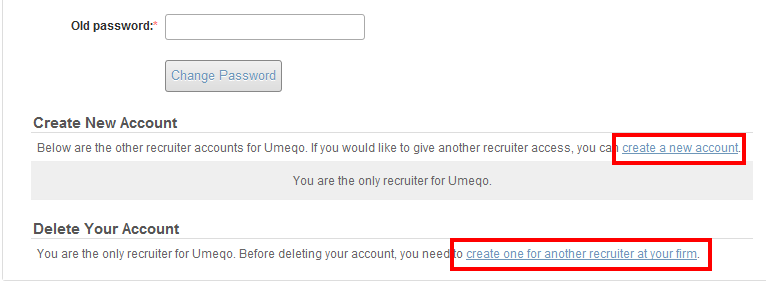 Old password:*
Change Password
Create New Account
Below are the other recruiter accounts for Umeqo. If you would like to give another recruiter access, you can create a new account.
You are the only recruiter for Umeqo.
Delete Your Account
You are the only recruiter for Umeqo. Before deleting your account, you need to create one for another recruiter at your firm.